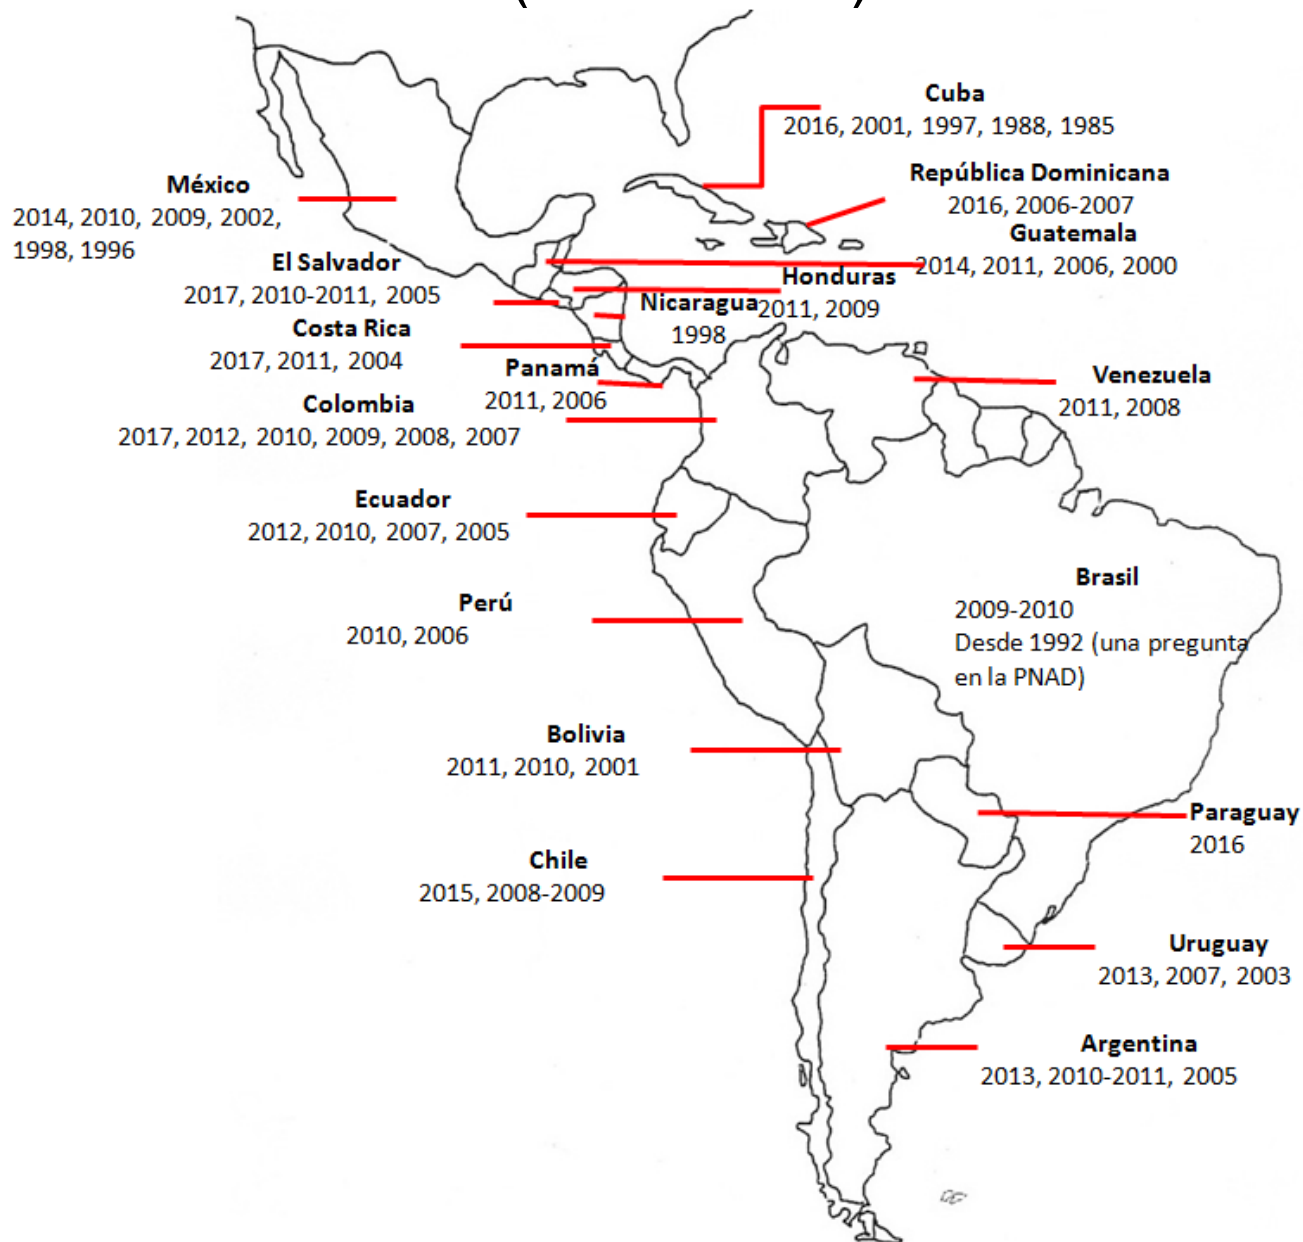 Cuba
2016, 2001, 1997, 1988, 1985
República Dominicana
2016, 2006-2007
México
2014, 2010, 2009, 2002,
1998, 1996
Guatemala
2014, 2011, 2006, 2000
El Salvador
2017, 2010-2011, 2005
Honduras
2011, 2009
Nicaragua
1998
Costa Rica
2017, 2011, 2004
Panamá
2011, 2006
Venezuela
2011, 2008
Colombia
2017, 2012, 2010, 2009, 2008, 2007
Ecuador
2012, 2010, 2007, 2005
Brasil
2009-2010
Desde 1992 (una pregunta
en la PNAD)
Perú
2010, 2006
Bolivia
2011, 2010, 2001
Paraguay
2016
Chile
2015, 2008-2009
Uruguay
2013, 2007, 2003
Argentina
2013, 2010-2011, 2005